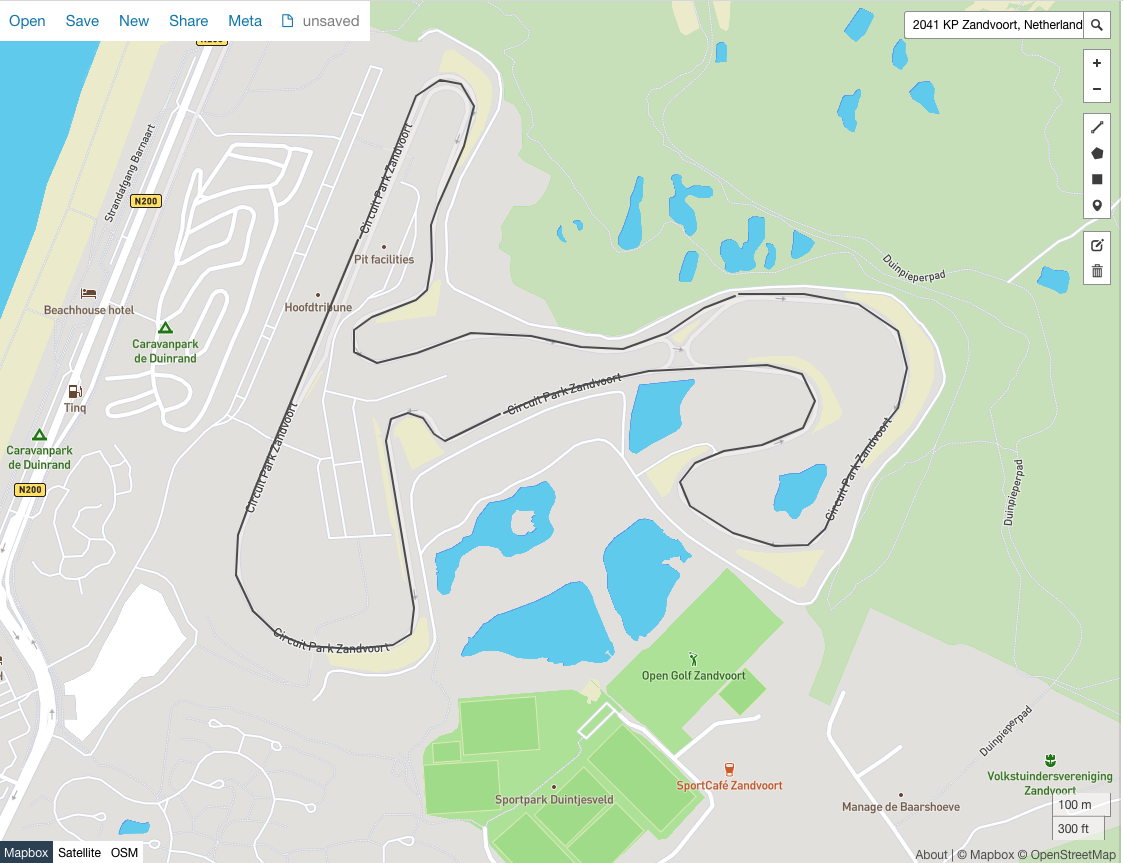 Open Save New Share Meta unsaved
2041 KP Zandvoort, Netherland
+
−
N200
Strandafgang Barnaart
N200
Circuit Park Zandvoort
Pit facilities
Duinpieperpad
Beachhouse hotel
Hoofdtribune
Caravanpark
de Duinrand
Tinq
Circuit Park Zandvoort
Caravanpark
de Duinrand
N200
Circuit Park Zandvoort
Circuit Park Zandvoort
Duinpieperpad
Circuit Park Zandvoort
Open Golf Zandvoort
Duinpieperpad
SportCafé Zandvoort
Sportpark Duintjesveld
Manage de Baarshoeve
Volkstuindersvereniging
Zandvoort
100 m
300 ft
Mapbox Satellite OSM
About | © Mapbox © OpenStreetMap